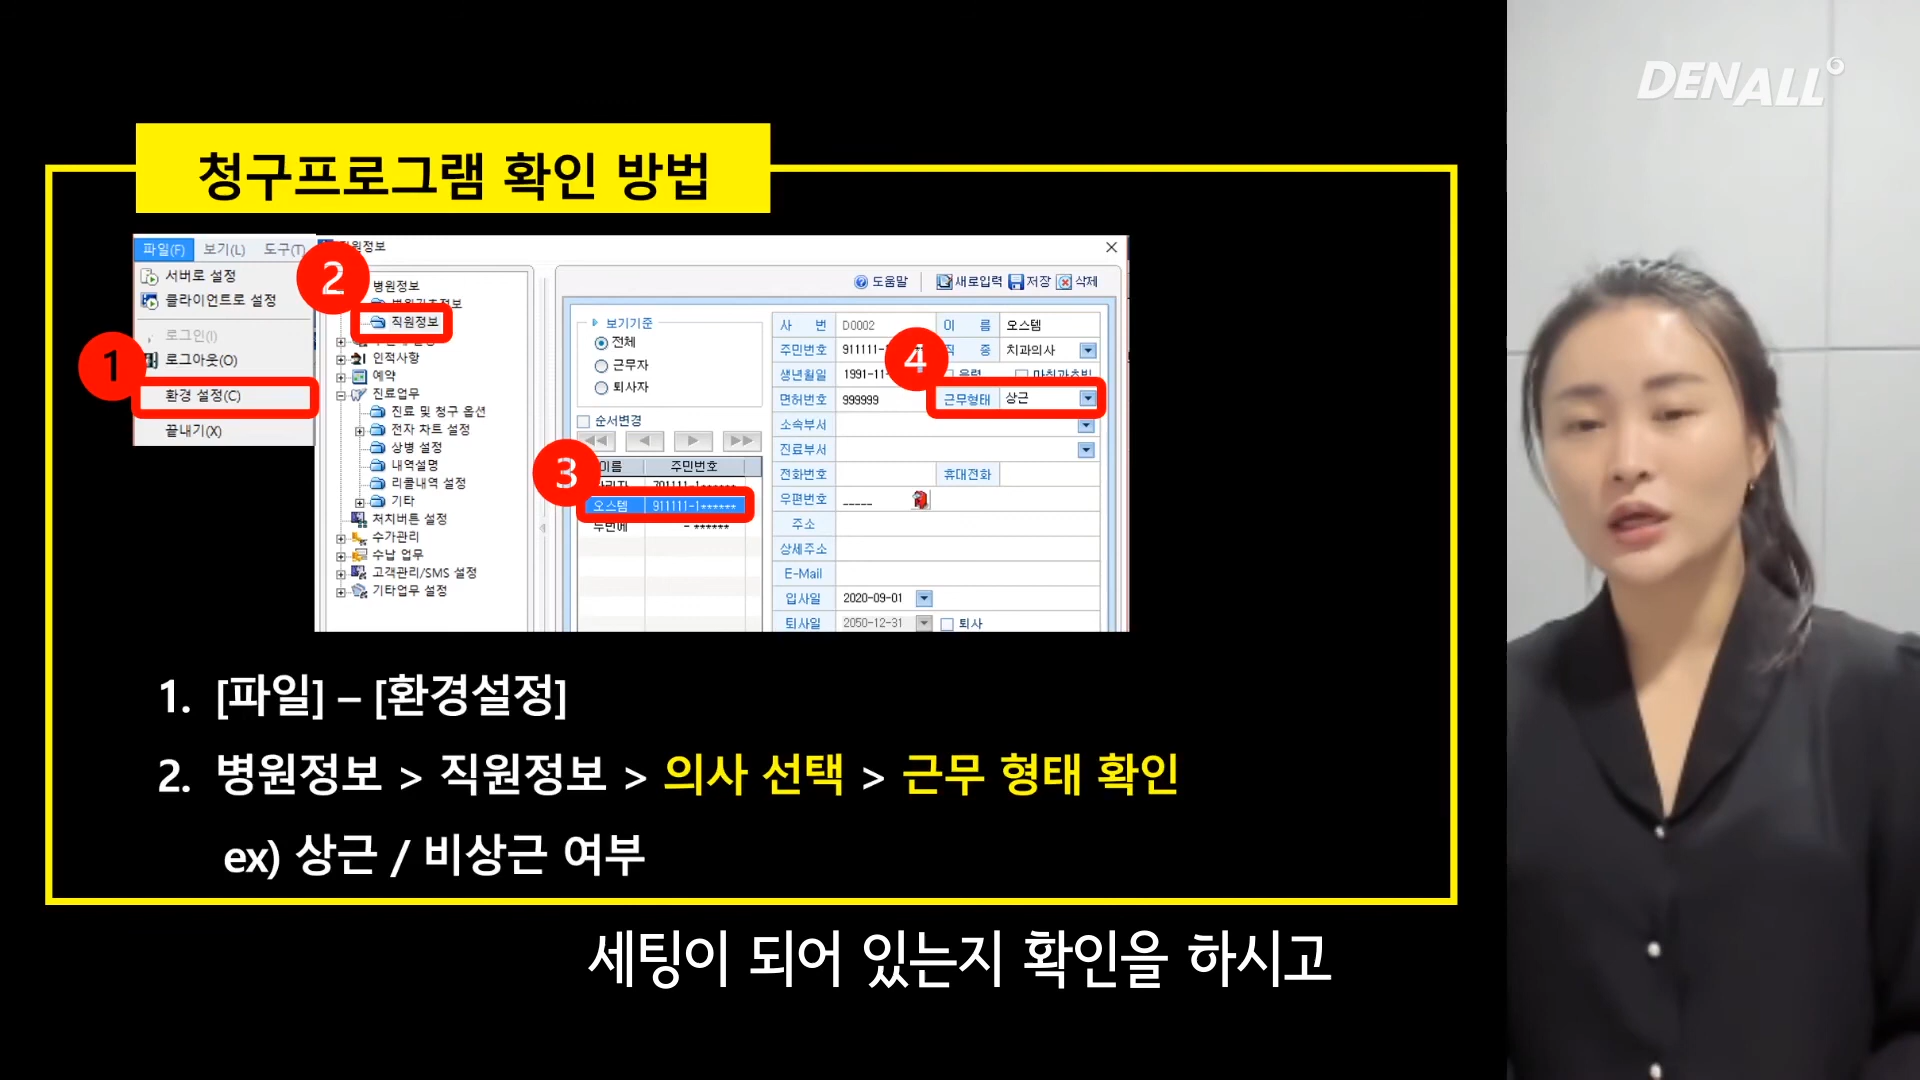 DENALL
청구프로그램 확인 방법
파일(F) 보기(L) 도구(T)
서버로 설정
클라이언트로 설정
로그인(I)
로그아웃(O)
환경 설정(C)
끝내기(X)
1
2
3
4
병원정보
직원정보
인적사항
예약
진료업무
진료 및 청구 옵션
전자 차트 설정
상병 설정
내역설명
리콜내역 설정
기타
처치버튼 설정
수가관리
수납 업무
고객관리/SMS 설정
기타업무 설정
도움말 새로입력 저장 삭제
보기기준
전체
근무자
퇴사자
순서변경
이름 주민번호
오스템 911111-1******
두번에 - ******
사 번 D0002 이 름 오스템
주민번호 911111- 직 종 치과의사
생년월일 1991-11-
면허번호 999999 근무형태 상근
소속부서
진료부서
전화번호 휴대전화
우편번호 _____
주소
상세주소
E-Mail
입사일 2020-09-01
퇴사일 2050-12-31 퇴사
1. [파일] – [환경설정]
2. 병원정보 > 직원정보 > 의사 선택 > 근무 형태 확인
ex) 상근 / 비상근 여부
세팅이 되어 있는지 확인을 하시고